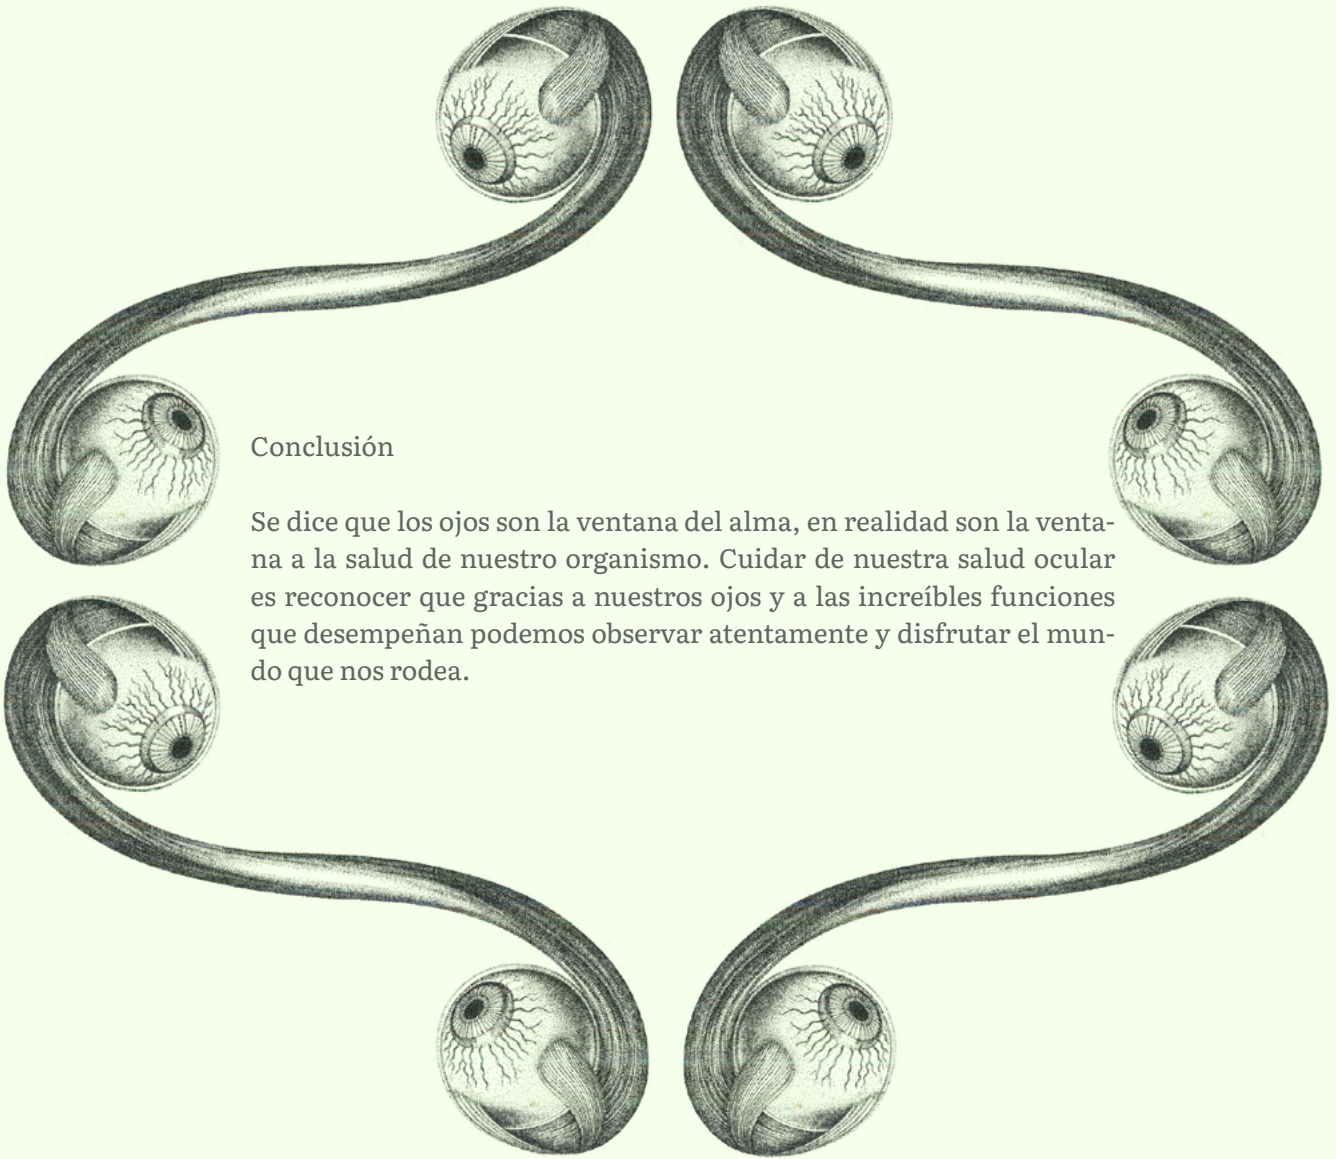 Conclusión
Se dice que los ojos son la ventana del alma, en realidad son la venta-
na a la salud de nuestro organismo. Cuidar de nuestra salud ocular
es reconocer que gracias a nuestros ojos y a las increíbles funciones
que desempeñan podemos observar atentamente y disfrutar el mun-
do que nos rodea.